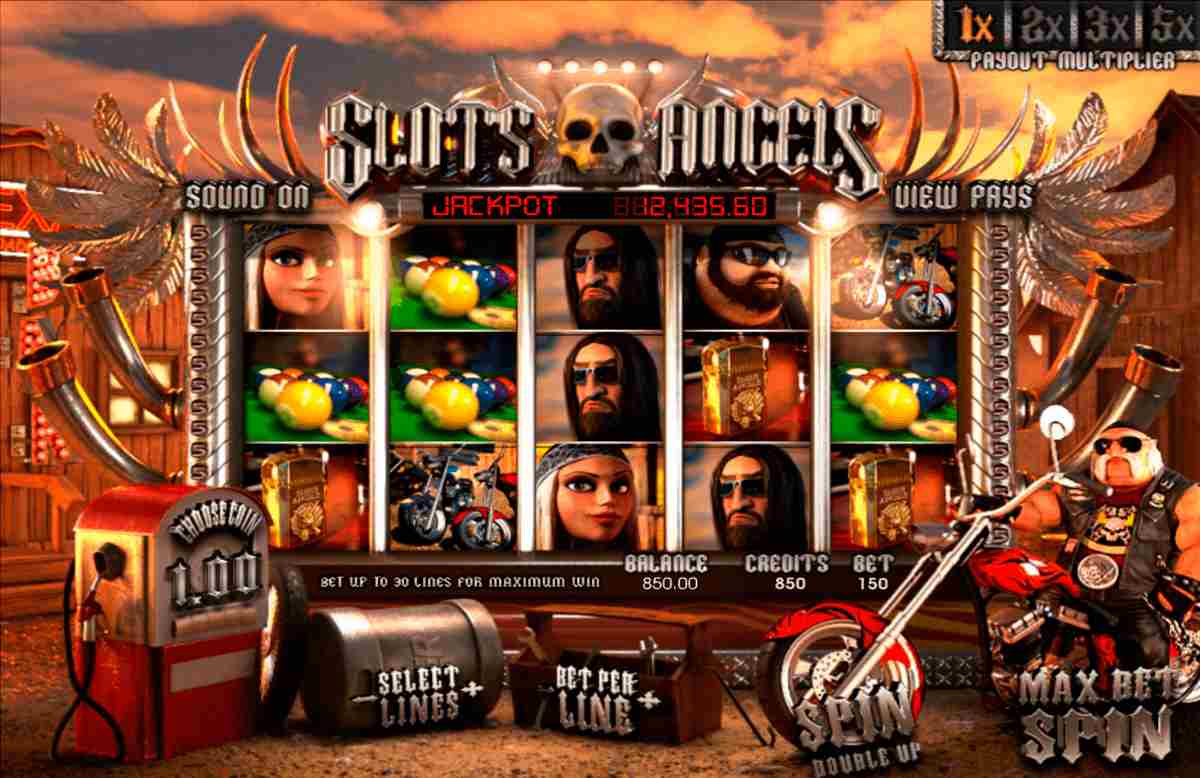 1x 2x 3x 5x
PAYOUT MULTIPLIER
SLOTS ANGELS
SOUND ON
VIEW PAYS
JACKPOT 12,435.60
CHOOSE COIN
1.00
BET UP TO 30 LINES FOR MAXIMUM WIN
BALANCE CREDITS BET
850.00 850 150
SELECT
LINES
BET PER
LINE
SPIN
DOUBLE UP
MAX BET
SPIN